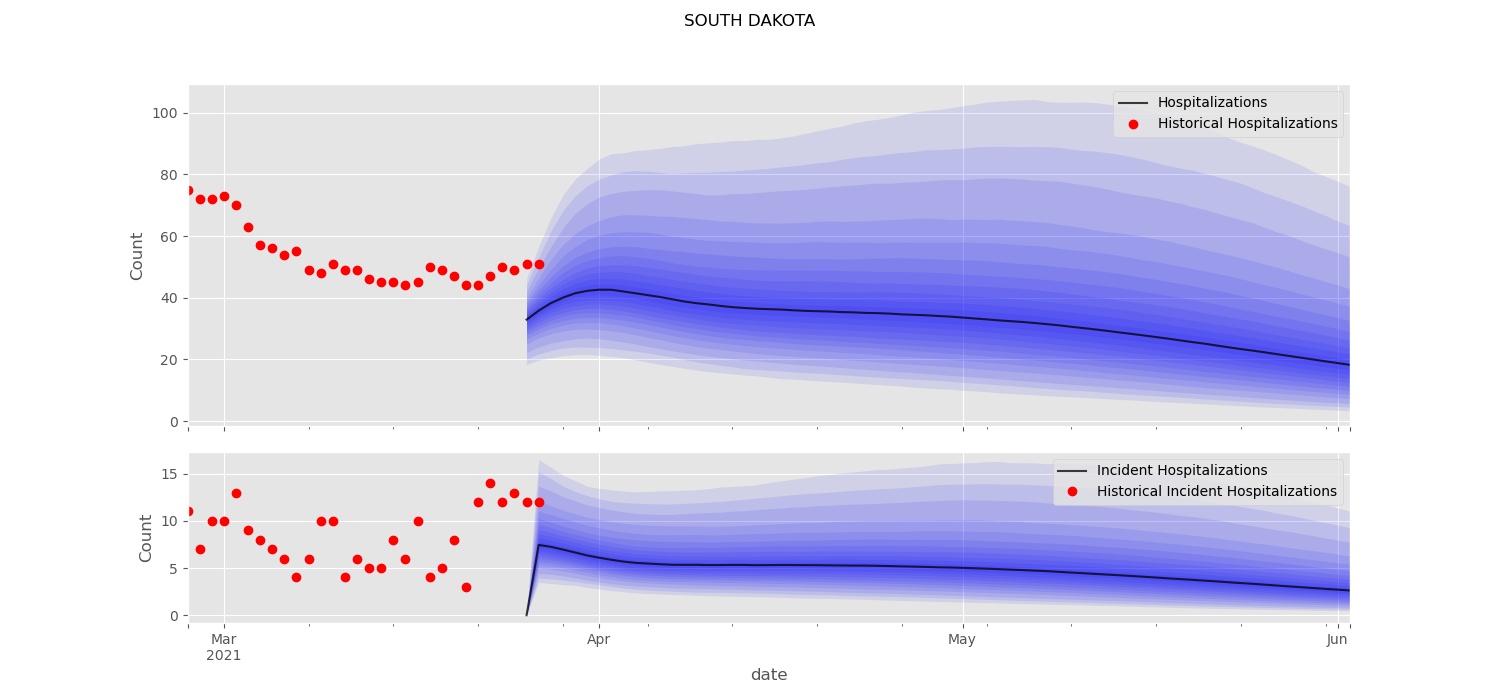 SOUTH DAKOTA
100
80
60
40
20
0
Count
Hospitalizations
Historical Hospitalizations
15
10
5
0
Count
Incident Hospitalizations
Historical Incident Hospitalizations
Mar
2021
Apr
May
Jun
date